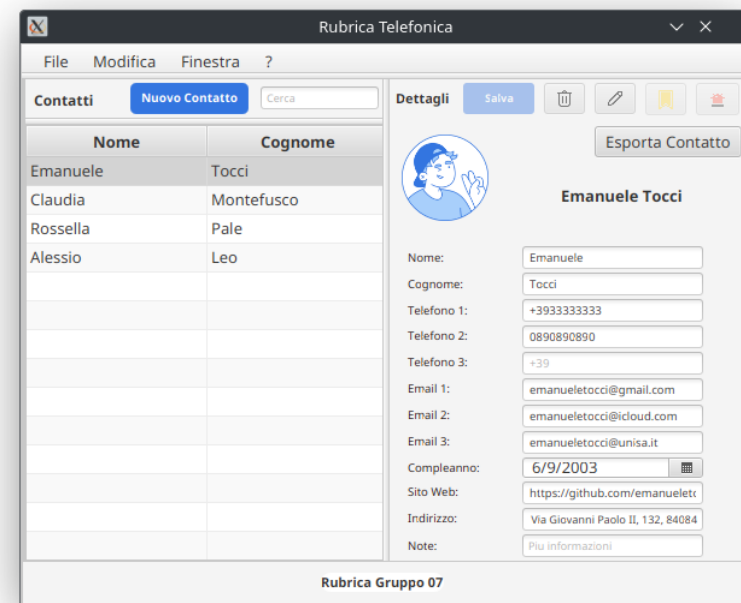 Rubrica Telefonica
File Modifica Finestra ?
Contatti Nuovo Contatto Cerca
Nome Cognome
Emanuele Tocci
Claudia Montefusco
Rossella Pale
Alessio Leo
Dettagli Salva
Esporta Contatto
Emanuele Tocci
Nome: Emanuele
Cognome: Tocci
Telefono 1: +3933333333
Telefono 2: 0890890890
Telefono 3: +39
Email 1: emanueletocci@gmail.com
Email 2: emanueletocci@icloud.com
Email 3: emanueletocci@unisa.it
Compleanno: 6/9/2003
Sito Web: https://github.com/emanueletc
Indirizzo: Via Giovanni Paolo II, 132, 84084
Note: Piu informazioni
Rubrica Gruppo 07